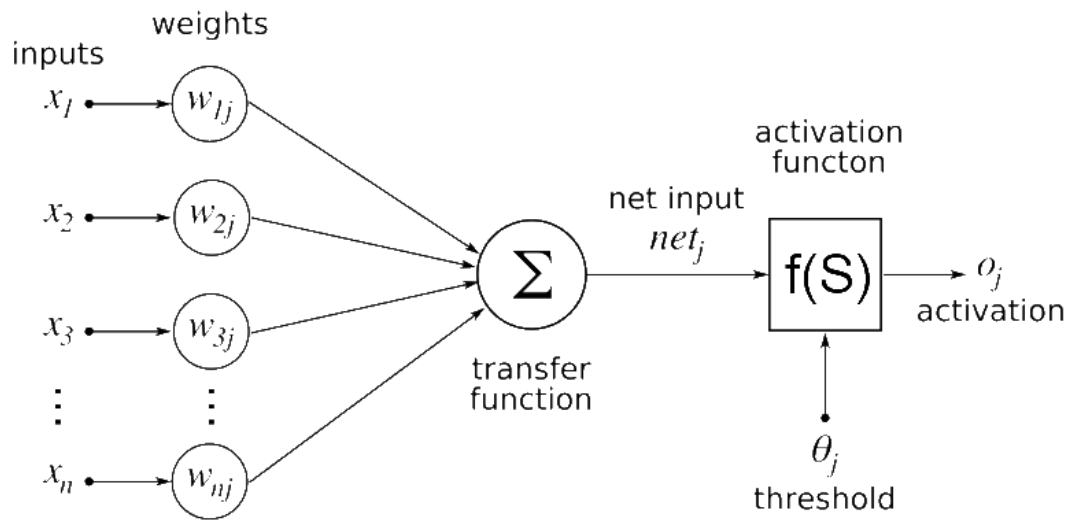 weights
inputs
x1
w1j
x2
w2j
x3
w3j
⋮ ⋮
xn
wnj
Σ
transfer
function
net input
netj
activation
functon
f(S)
oj
activation
θj
threshold